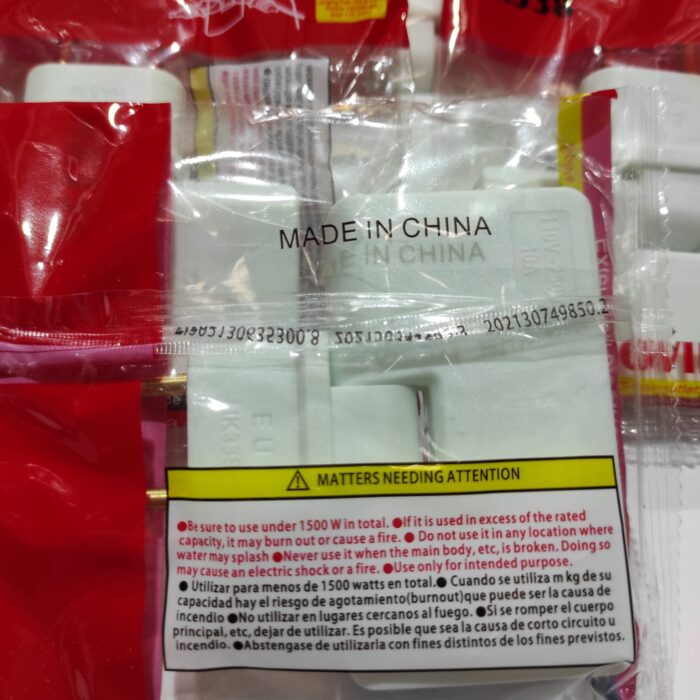 MADE IN CHINA
110V-25
10A
202130749850.2
EU
⚠ MATTERS NEEDING ATTENTION
●Be sure to use under 1500 W in total. ●If it is used in excess of the rated
capacity, it may burn out or cause a fire. ● Do not use it in any location where
water may splash ●Never use it when the main body, etc, is broken. Doing so
may cause an electric shock or a fire. ●Use only for intended purpose.
● Utilizar para menos de 1500 watts en total.● Cuando se utiliza m kg de su
capacidad hay el riesgo de agotamiento(burnout)que puede ser la causa de
incendio ●No utilizar en lugares cercanos al fuego. ●Si se romper el cuerpo
principal, etc, dejar de utilizar. Es posible que sea la causa de corto circuito u
incendio. ●Abstengase de utilizarla con fines distintos de los fines previstos.